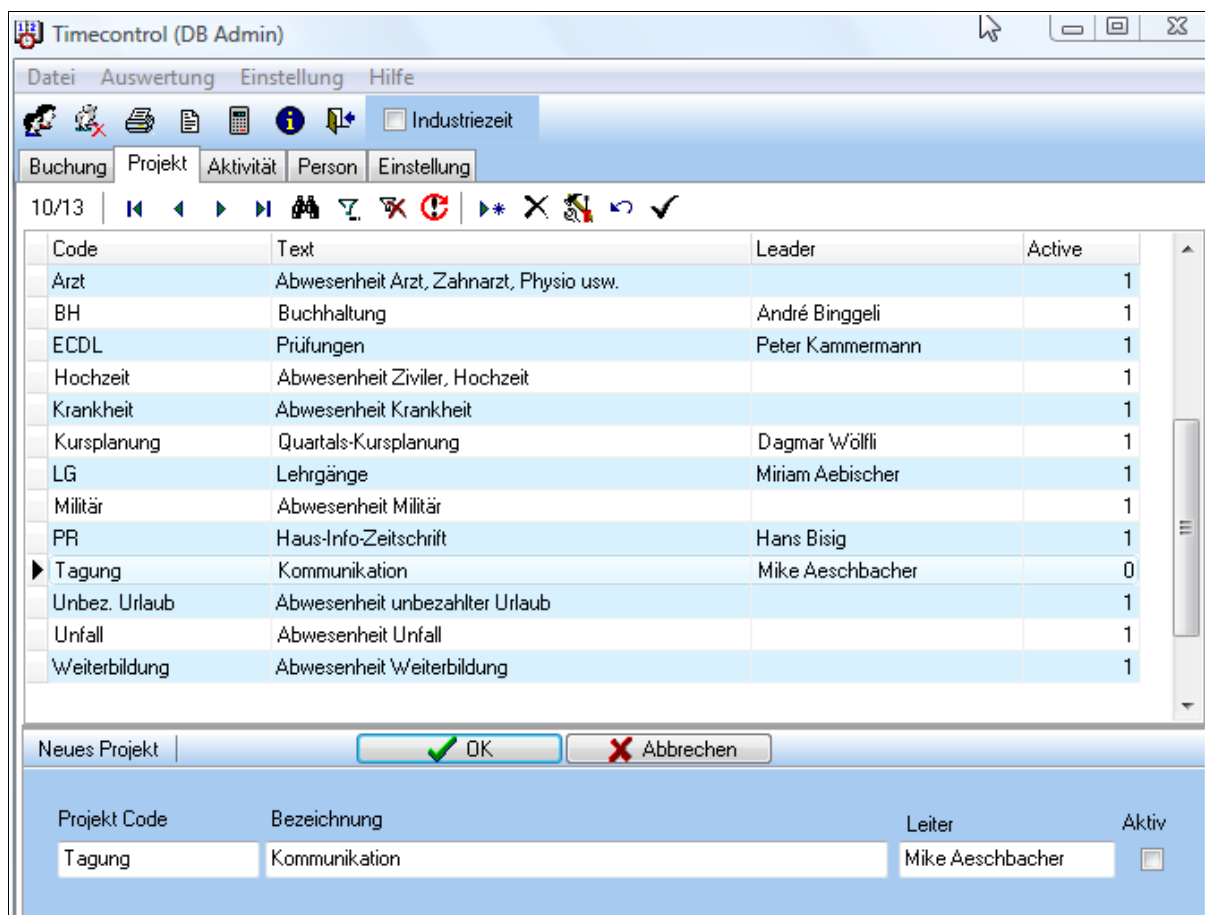 Timecontrol (DB Admin)
Datei Auswertung Einstellung Hilfe
Industriezeit
Buchung Projekt Aktivität Person Einstellung
10/13
Code Text Leader Active
Arzt Abwesenheit Arzt, Zahnarzt, Physio usw. 1
BH Buchhaltung André Binggeli 1
ECDL Prüfungen Peter Kammermann 1
Hochzeit Abwesenheit Ziviler, Hochzeit 1
Krankheit Abwesenheit Krankheit 1
Kursplanung Quartals-Kursplanung Dagmar Wölfli 1
LG Lehrgänge Miriam Aebischer 1
Militär Abwesenheit Militär 1
PR Haus-Info-Zeitschrift Hans Bisig 1
Tagung Kommunikation Mike Aeschbacher 0
Unbez. Urlaub Abwesenheit unbezahlter Urlaub 1
Unfall Abwesenheit Unfall 1
Weiterbildung Abwesenheit Weiterbildung 1
Neues Projekt OK Abbrechen
Projekt Code Bezeichnung Leiter Aktiv
Tagung Kommunikation Mike Aeschbacher